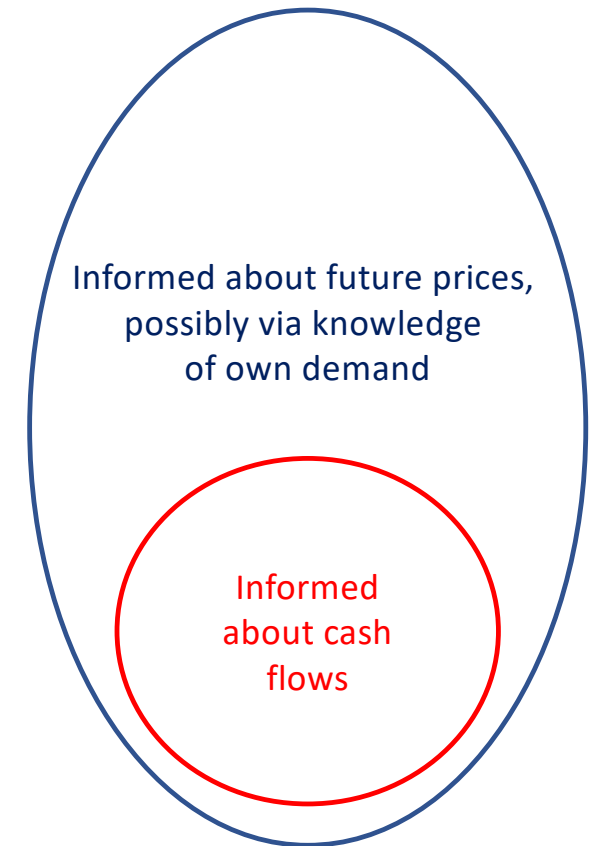 Informed about future prices,
possibly via knowledge
of own demand
Informed
about cash
flows